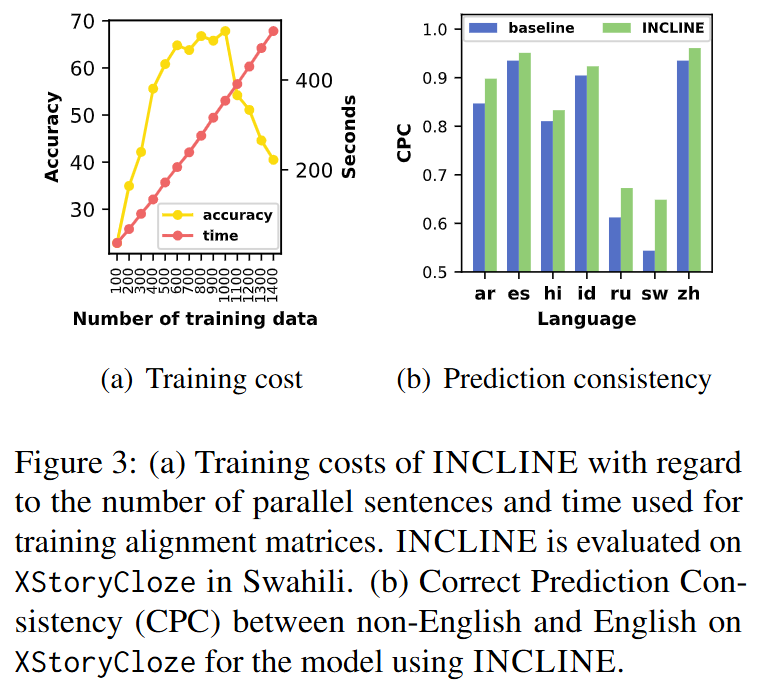 70
60
50
40
30
Accuracy
400
200
Seconds
accuracy
time
100
200
300
400
500
600
700
800
900
1000
1100
1200
1300
1400
Number of training data
(a) Training cost
1.0
0.9
0.8
0.7
0.6
0.5
CPC
baseline INCLINE
ar es hi id ru sw zh
Language
(b) Prediction consistency
Figure 3: (a) Training costs of INCLINE with regard
to the number of parallel sentences and time used for
training alignment matrices. INCLINE is evaluated on
XStoryCloze in Swahili. (b) Correct Prediction Con-
sistency (CPC) between non-English and English on
XStoryCloze for the model using INCLINE.